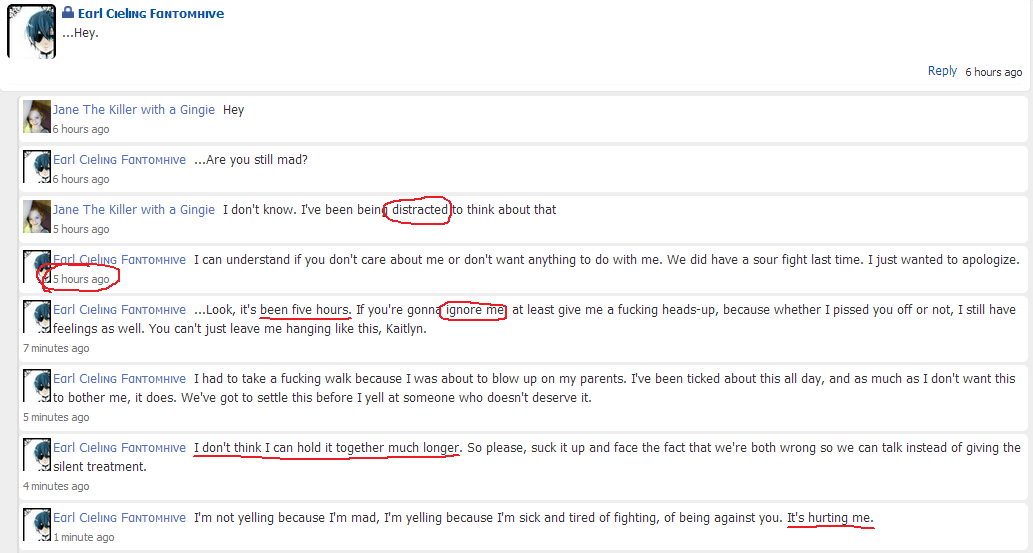 Earl Cieling Fantomhive
...Hey.
Reply 6 hours ago
Jane The Killer with a Gingie Hey
6 hours ago
Earl Cieling Fantomhive ...Are you still mad?
6 hours ago
Jane The Killer with a Gingie I don't know. I've been being distracted to think about that
5 hours ago
Earl Cieling Fantomhive I can understand if you don't care about me or don't want anything to do with me. We did have a sour fight last time. I just wanted to apologize.
5 hours ago
Earl Cieling Fantomhive ...Look, it's been five hours. If you're gonna ignore me at least give me a fucking heads-up, because whether I pissed you off or not, I still have
feelings as well. You can't just leave me hanging like this, Kaitlyn.
7 minutes ago
Earl Cieling Fantomhive I had to take a fucking walk because I was about to blow up on my parents. I've been ticked about this all day, and as much as I don't want this
to bother me, it does. We've got to settle this before I yell at someone who doesn't deserve it.
5 minutes ago
Earl Cieling Fantomhive I don't think I can hold it together much longer. So please, suck it up and face the fact that we're both wrong so we can talk instead of giving the
silent treatment.
4 minutes ago
Earl Cieling Fantomhive I'm not yelling because I'm mad, I'm yelling because I'm sick and tired of fighting, of being against you. It's hurting me.
1 minute ago